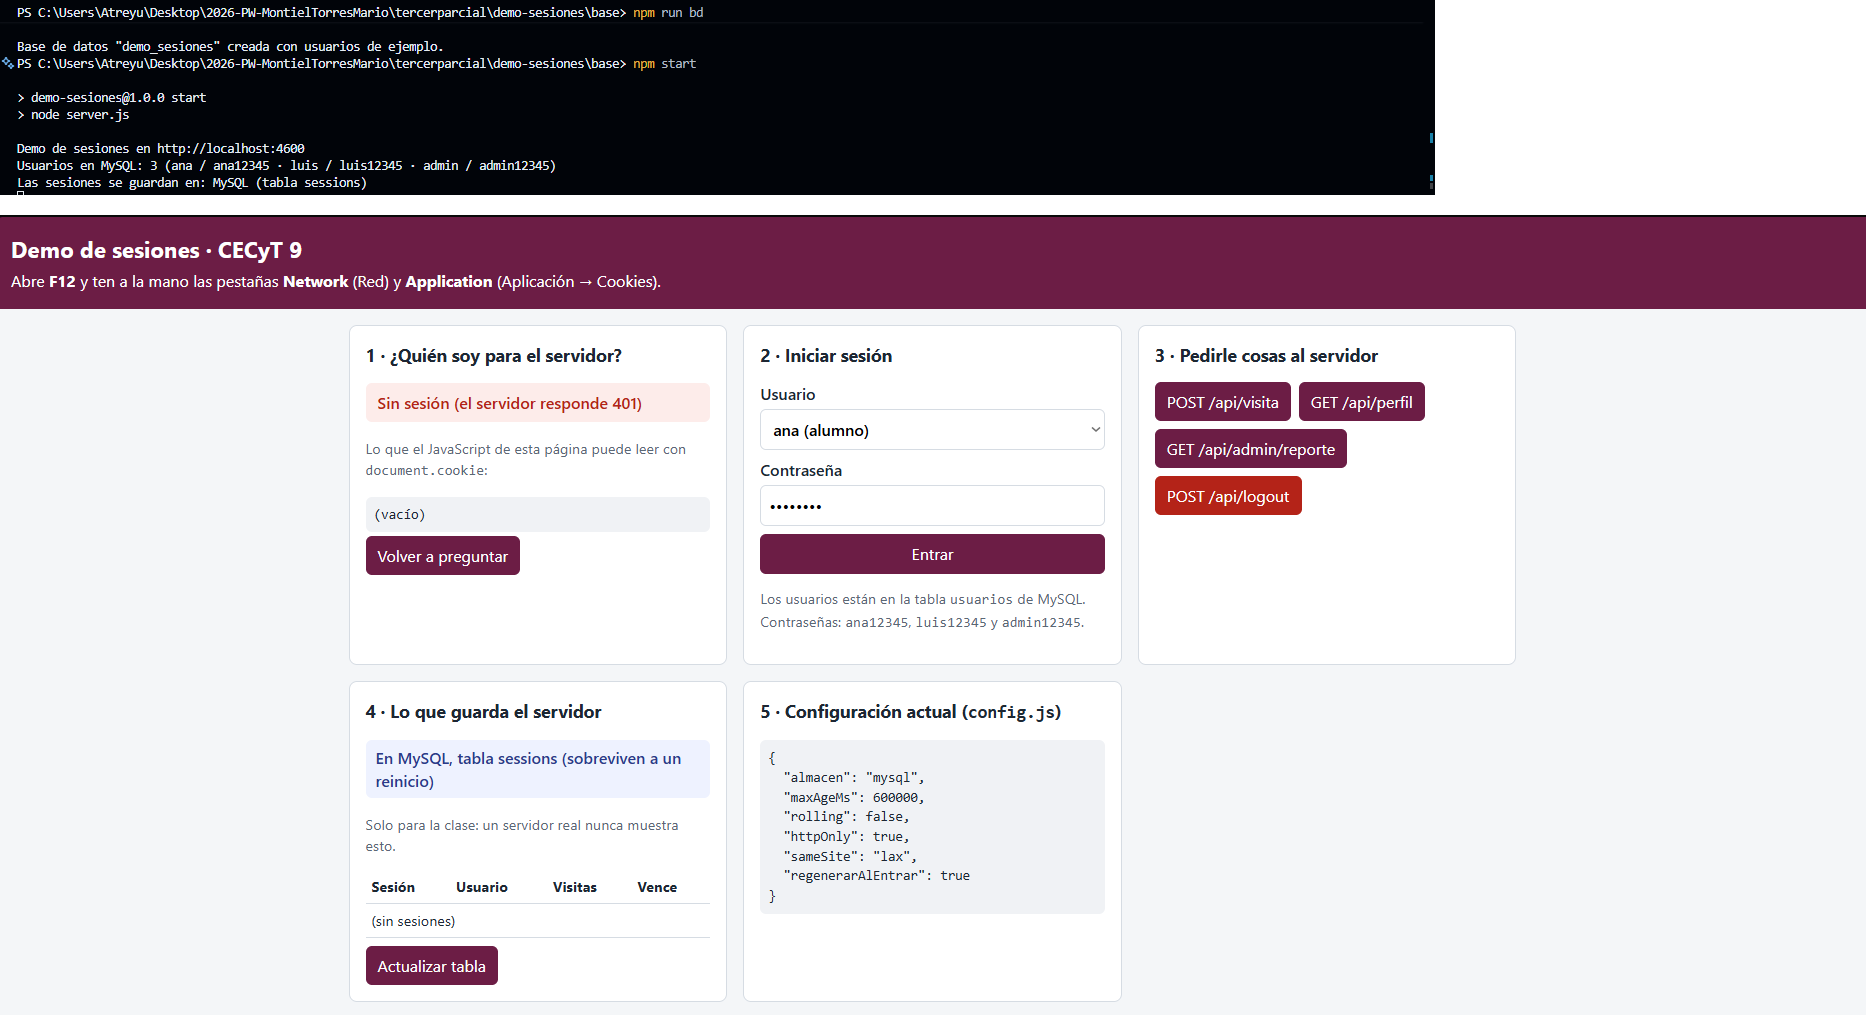 PS C:\Users\Atreyu\Desktop\2026-PW-MontielTorresMario\tercerparcial\demo-sesiones\base> npm run bd
Base de datos "demo_sesiones" creada con usuarios de ejemplo.
PS C:\Users\Atreyu\Desktop\2026-PW-MontielTorresMario\tercerparcial\demo-sesiones\base> npm start
> demo-sesiones@1.0.0 start
> node server.js
Demo de sesiones en http://localhost:4600
Usuarios en MySQL: 3 (ana / ana12345 · luis / luis12345 · admin / admin12345)
Las sesiones se guardan en: MySQL (tabla sessions)
Demo de sesiones · CECyT 9
Abre F12 y ten a la mano las pestañas Network (Red) y Application (Aplicación → Cookies).
1 · ¿Quién soy para el servidor?
Sin sesión (el servidor responde 401)
Lo que el JavaScript de esta página puede leer con
document.cookie:
(vacío)
Volver a preguntar
2 · Iniciar sesión
Usuario
ana (alumno)
Contraseña
••••••••
Entrar
Los usuarios están en la tabla usuarios de MySQL.
Contraseñas: ana12345, luis12345 y admin12345.
3 · Pedirle cosas al servidor
POST /api/visita
GET /api/perfil
GET /api/admin/reporte
POST /api/logout
4 · Lo que guarda el servidor
En MySQL, tabla sessions (sobreviven a un
reinicio)
Solo para la clase: un servidor real nunca muestra
esto.
Sesión Usuario Visitas Vence
(sin sesiones)
Actualizar tabla
5 · Configuración actual (config.js)
{
"almacen": "mysql",
"maxAgeMs": 600000,
"rolling": false,
"httpOnly": true,
"sameSite": "lax",
"regenerarAlEntrar": true
}